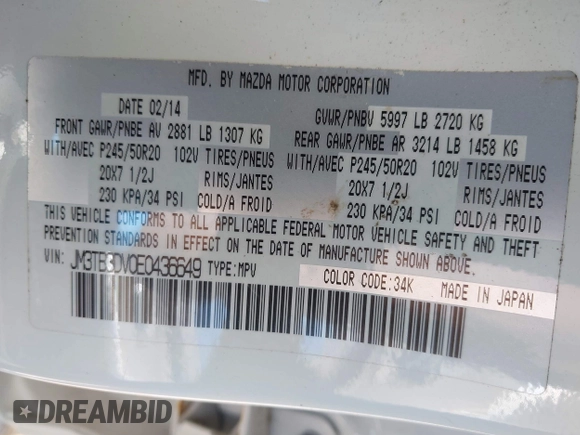 MFD. BY MAZDA MOTOR CORPORATION
DATE 02/14 GVWR/PNBV 5997 LB 2720 KG
FRONT GAWR/PNBE AV 2881 LB 1307 KG REAR GAWR/PNBE AR 3214 LB 1458 KG
WITH/AVEC P245/50R20 102V TIRES/PNEUS WITH/AVEC P245/50R20 102V TIRES/PNEUS
20X7 1/2J RIMS/JANTES 20X7 1/2J RIMS/JANTES
230 KPA/34 PSI COLD/A FROID 230 KPA/34 PSI COLD/A FROID
THIS VEHICLE CONFORMS TO ALL APPLICABLE FEDERAL MOTOR VEHICLE SAFETY AND THEFT
PREVENTION STANDARDS IN EFFECT ON THE DATE OF MANUFACTURE SHOWN ABOVE.
VIN: JM3TB3DV0E0436649 TYPE: MPV
COLOR CODE:34K MADE IN JAPAN
DREAMBID